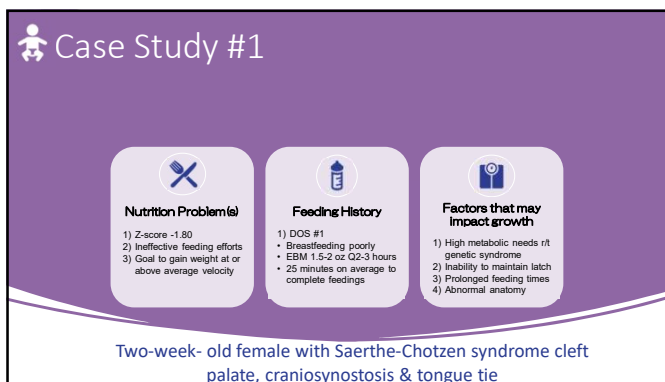 Case Study #1
Nutrition Problem(s)
1) Z-score -1.80
2) Ineffective feeding efforts
3) Goal to gain weight at or
above average velocity
Feeding History
1) DOS #1
• Breastfeeding poorly
• EBM 1.5-2 oz Q2-3 hours
• 25 minutes on average to
complete feedings
Factors that may
impact growth
1) High metabolic needs r/t
genetic syndrome
2) Inability to maintain latch
3) Prolonged feeding times
4) Abnormal anatomy
Two-week- old female with Saerthe-Chotzen syndrome cleft
palate, craniosynostosis & tongue tie